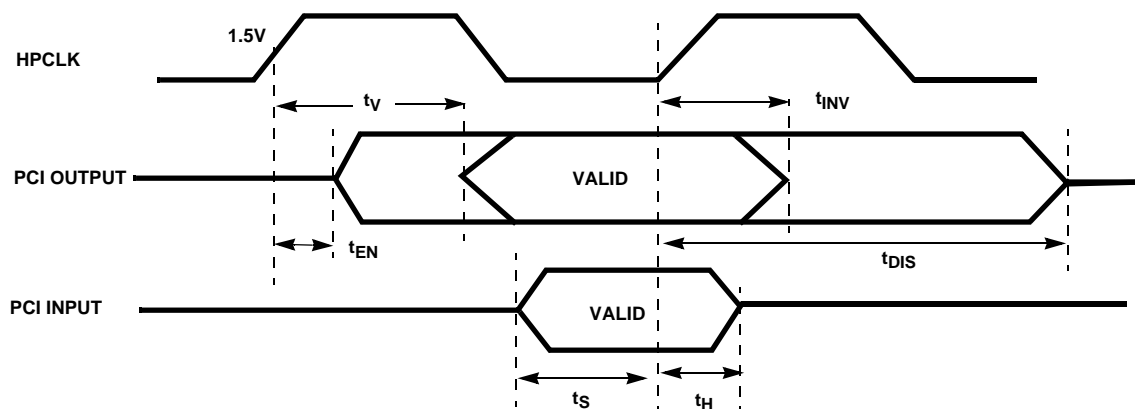 1.5V
HPCLK
tV
tINV
PCI OUTPUT
VALID
tEN
tDIS
PCI INPUT
VALID
tS
tH